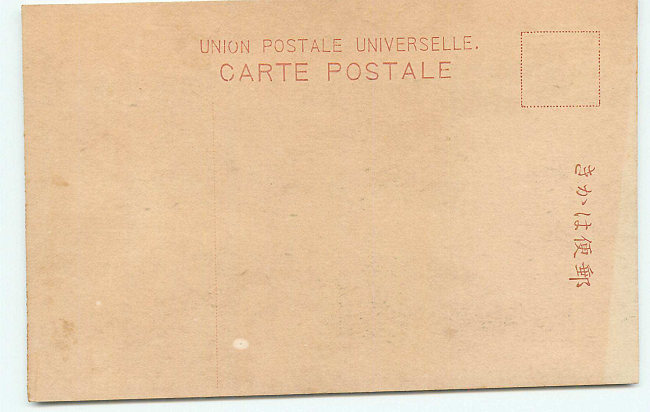 UNION POSTALE UNIVERSELLE.
CARTE POSTALE
郵便はかき